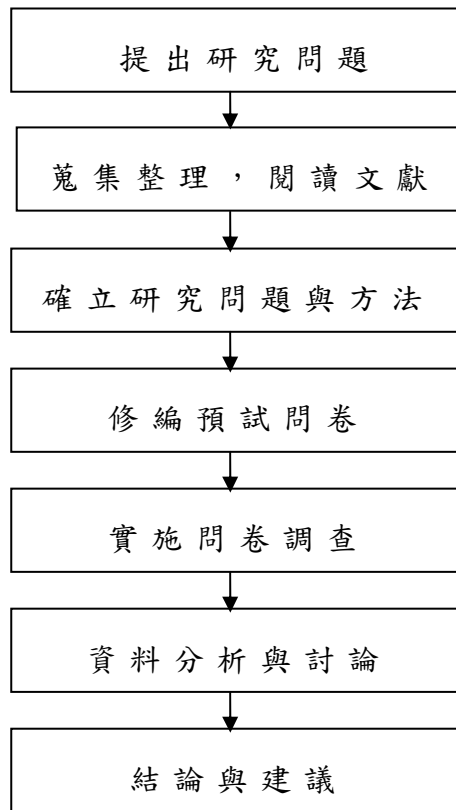 提出研究問題
蒐集整理，閱讀文獻
確立研究問題與方法
修編預試問卷
實施問卷調查
資料分析與討論
結論與建議